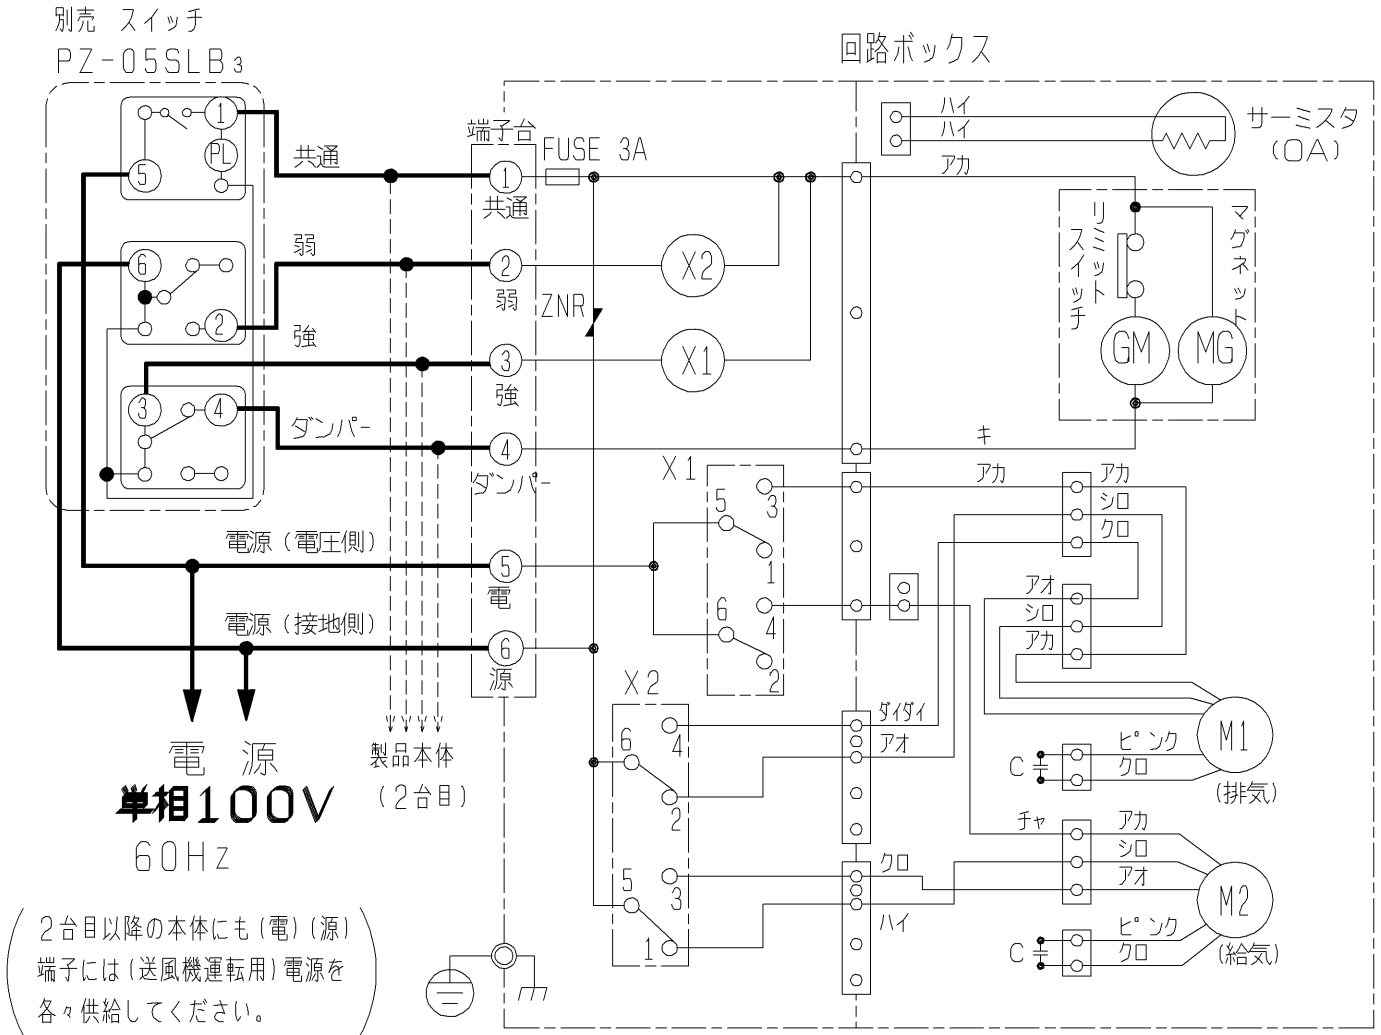 別売 スイッチ
PZ-05SLB3
回路ボックス
1
PL
5
6
2
3
4
共通
弱
強
ダンパー
電源(電圧側)
電源(接地側)
電 源
単相100V
60Hz
製品本体
(2台目)
端子台
1
共通
2
弱
3
強
4
ダンパー
5
電
6
源
FUSE 3A
ZNR
X2
X1
X1
5
3
1
6
4
2
X2
6
4
2
5
3
1
ハイ
ハイ
サーミスタ
(OA)
アカ
リミット
スイッチ
マグネット
GM
MG
キ
アカ
アカ
シロ
クロ
アオ
シロ
アカ
ダイダイ
アオ
M1
(排気)
C
ピンク
クロ
チャ
アカ
シロ
アオ
クロ
ハイ
M2
(給気)
C
ピンク
クロ
2台目以降の本体にも(電)(源)
端子には(送風機運転用)電源を
各々供給してください。